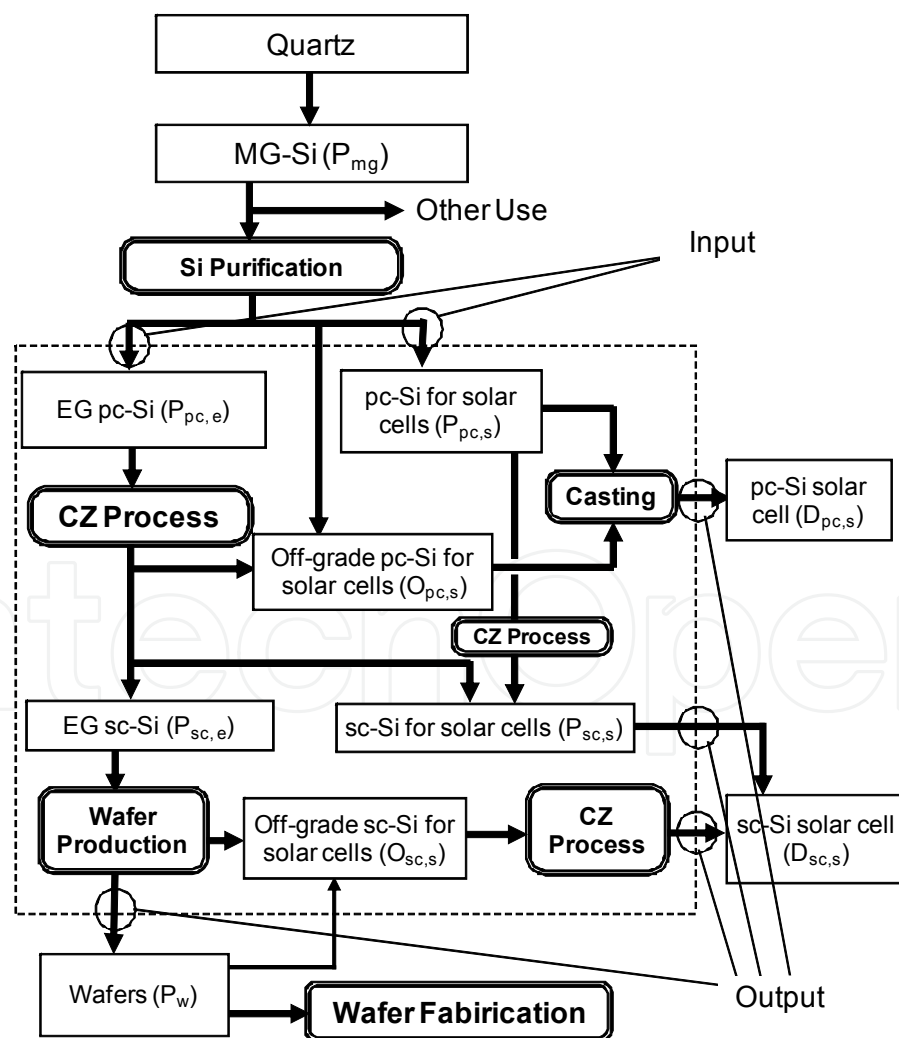 Quartz
MG-Si (Pmg)
Other Use
Input
Si Purification
EG pc-Si (Ppc, e)
pc-Si for solar
cells (Ppc,s)
CZ Process
Casting
pc-Si solar
cell (Dpc,s)
Off-grade pc-Si for
solar cells (Opc,s)
CZ Process
EG sc-Si (Psc, e)
sc-Si for solar cells (Psc,s)
Wafer
Production
Off-grade sc-Si for
solar cells (Osc,s)
CZ
Process
sc-Si solar cell
(Dsc,s)
Wafers (Pw)
Wafer Fabirication
Output